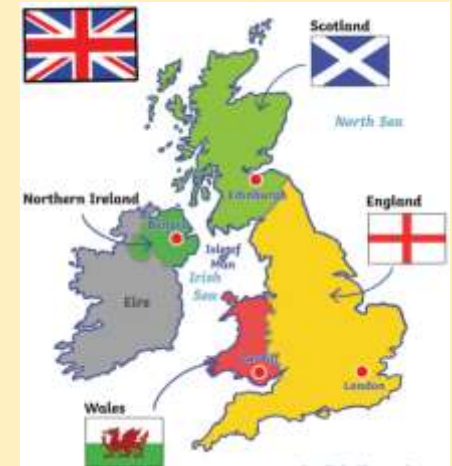 Scotland
North Sea
Edinburgh
Northern Ireland
England
Belfast
Isle of
Man
Irish
Sea
Eire
Cardiff
London
Wales